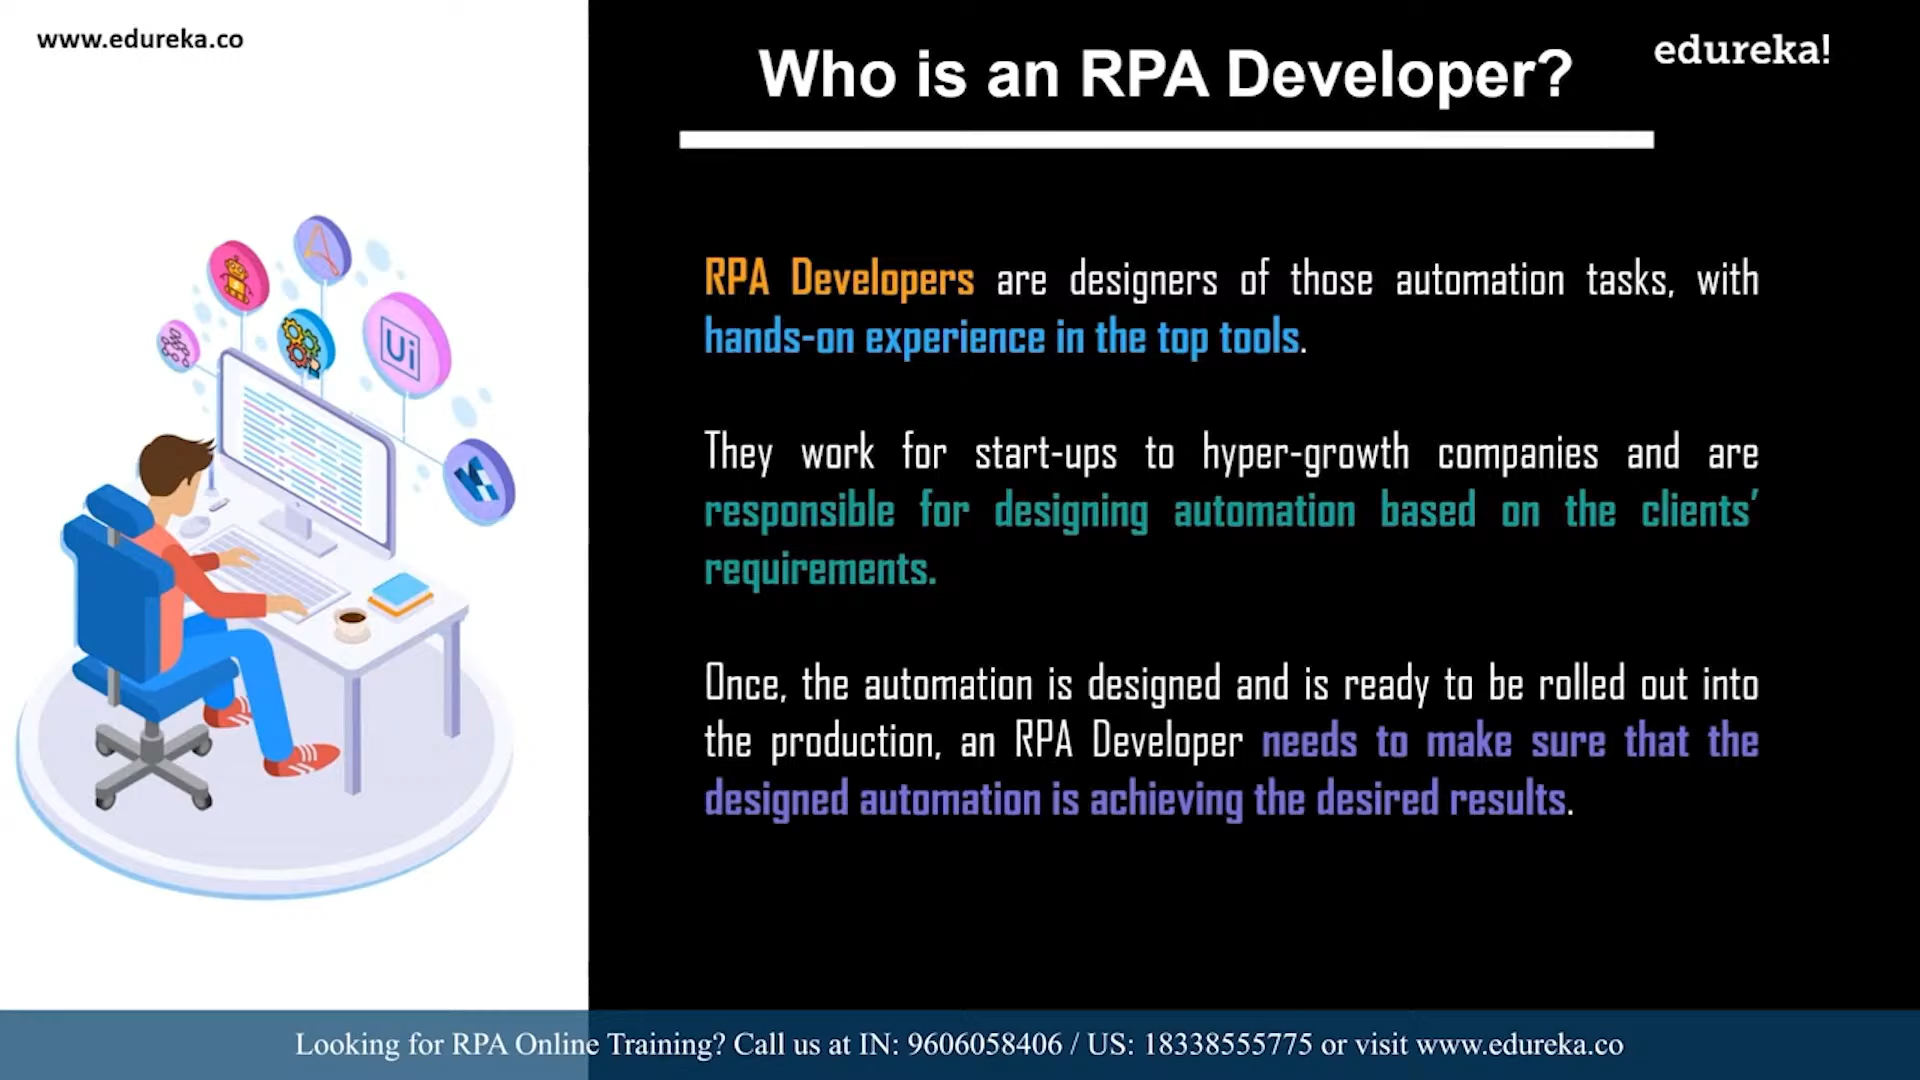 www.edureka.co
Who is an RPA Developer?
edureka!
RPA Developers are designers of those automation tasks, with
hands-on experience in the top tools.
They work for start-ups to hyper-growth companies and are
responsible for designing automation based on the clients’
requirements.
Once, the automation is designed and is ready to be rolled out into
the production, an RPA Developer needs to make sure that the
designed automation is achieving the desired results.
Ui
Looking for RPA Online Training? Call us at IN: 9606058406 / US: 18338555775 or visit www.edureka.co